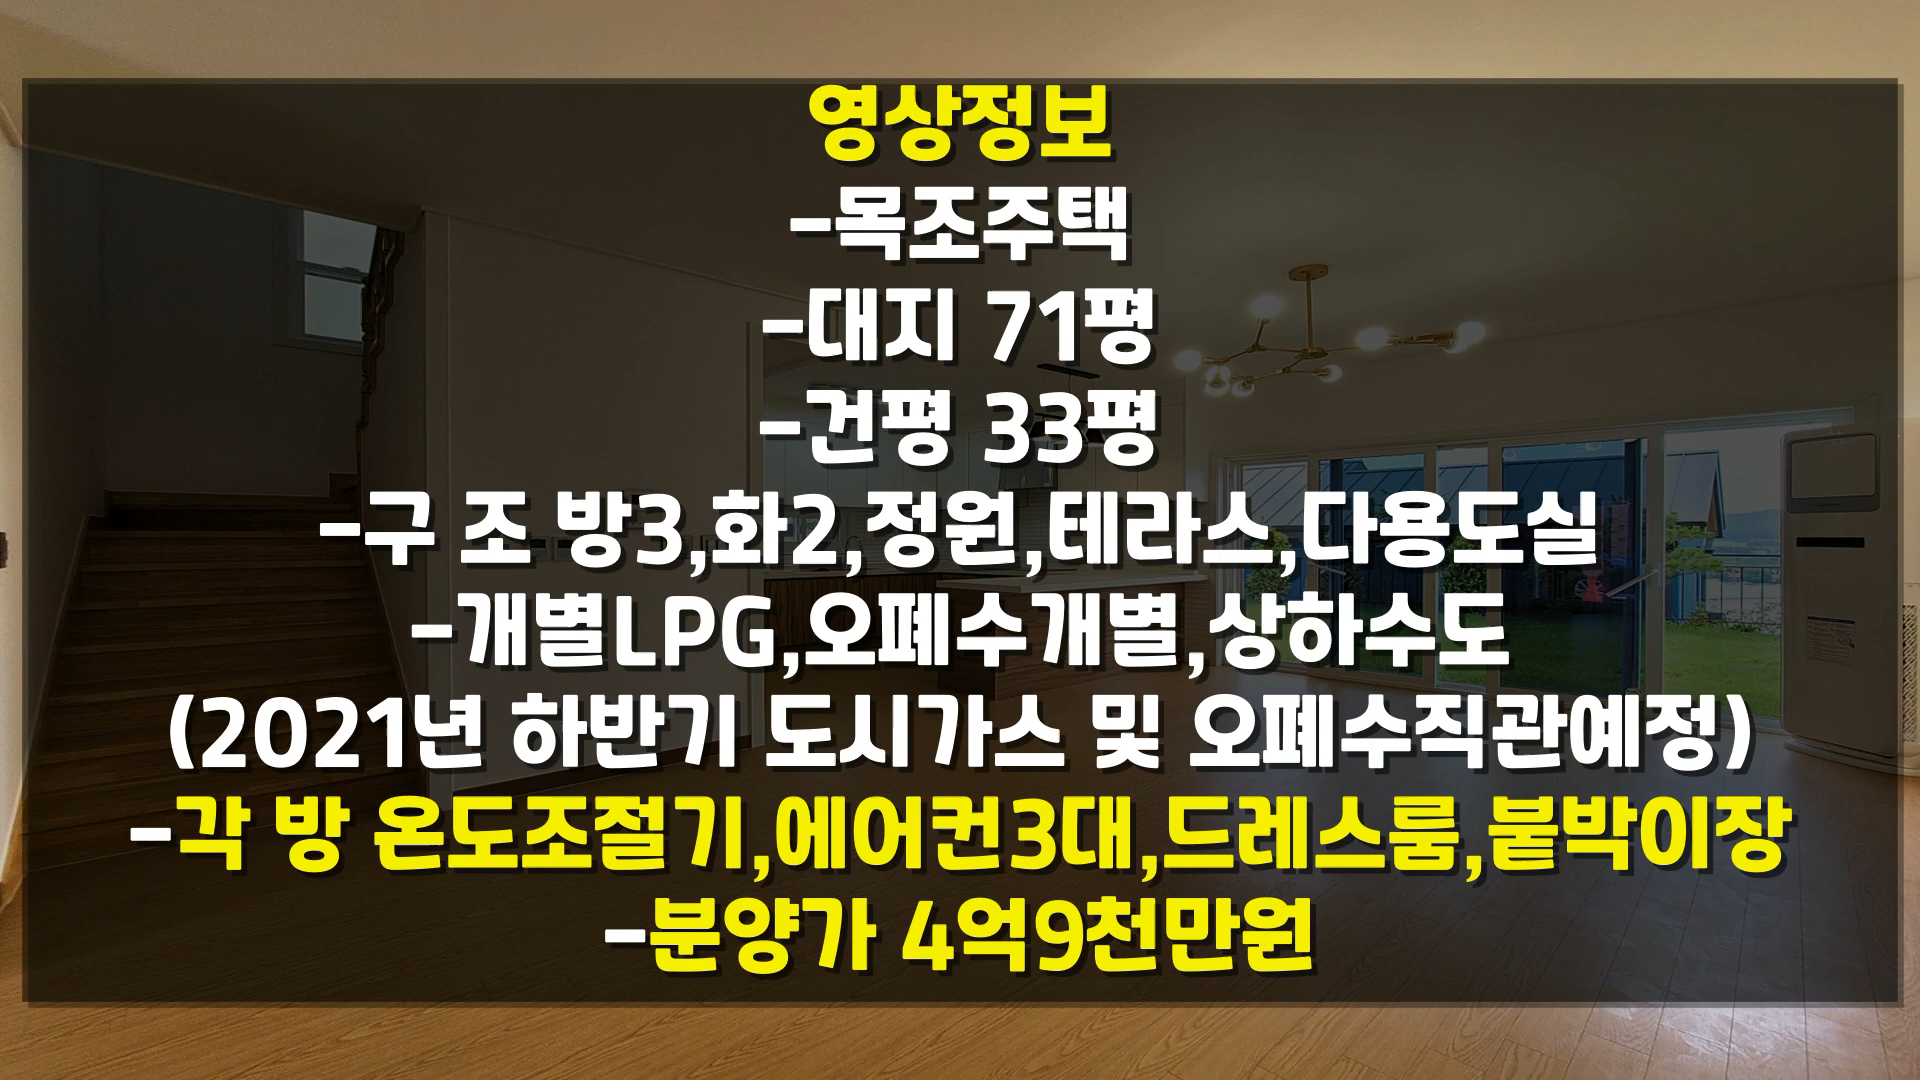 영상정보
-목조주택
-대지 71평
-건평 33평
-구 조 방3,화2,정원,테라스,다용도실
-개별LPG,오폐수개별,상하수도
(2021년 하반기 도시가스 및 오폐수직관예정)
-각 방 온도조절기,에어컨3대,드레스룸,붙박이장
-분양가 4억9천만원